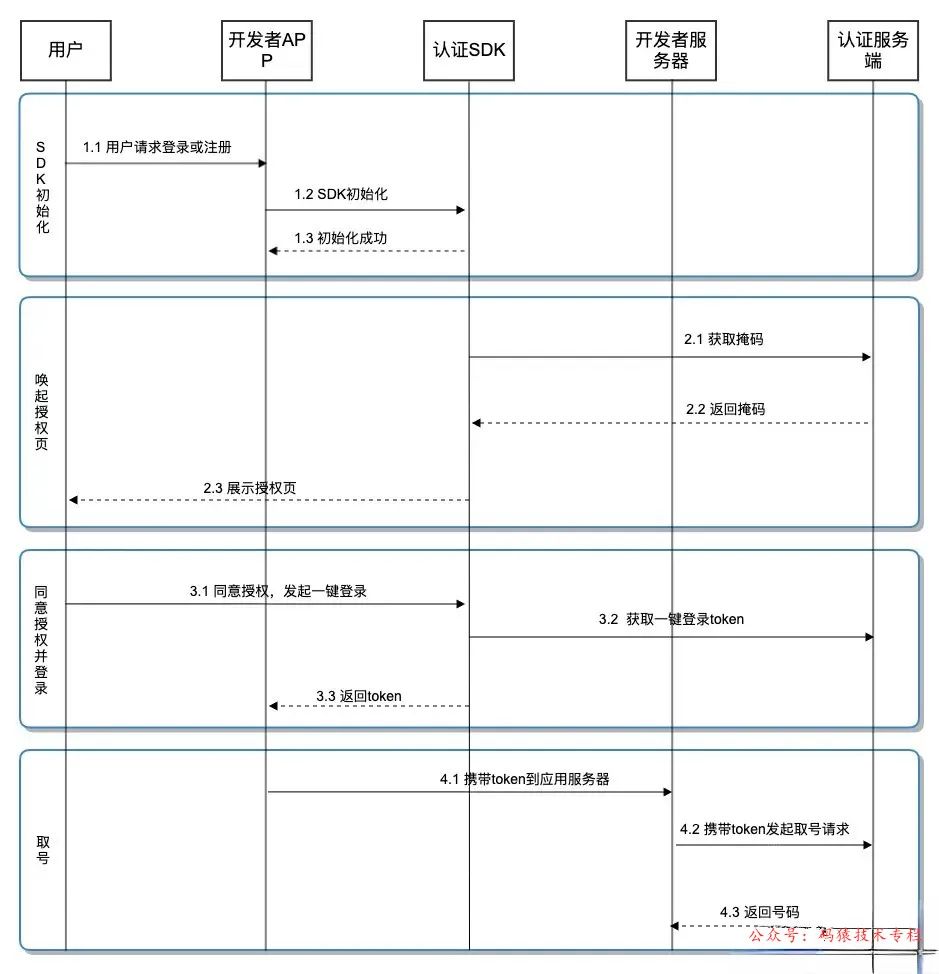 用户
开发者AP
P
认证SDK
开发者服
务器
认证服务
端
SDK初始化
1.1 用户请求登录或注册
1.2 SDK初始化
1.3 初始化成功
唤起授权页
2.1 获取掩码
2.2 返回掩码
2.3 展示授权页
同意授权并登录
3.1 同意授权，发起一键登录
3.2 获取一键登录token
3.3 返回token
取号
4.1 携带token到应用服务器
4.2 携带token发起取号请求
4.3 返回号码
公众号：码猿技术专栏